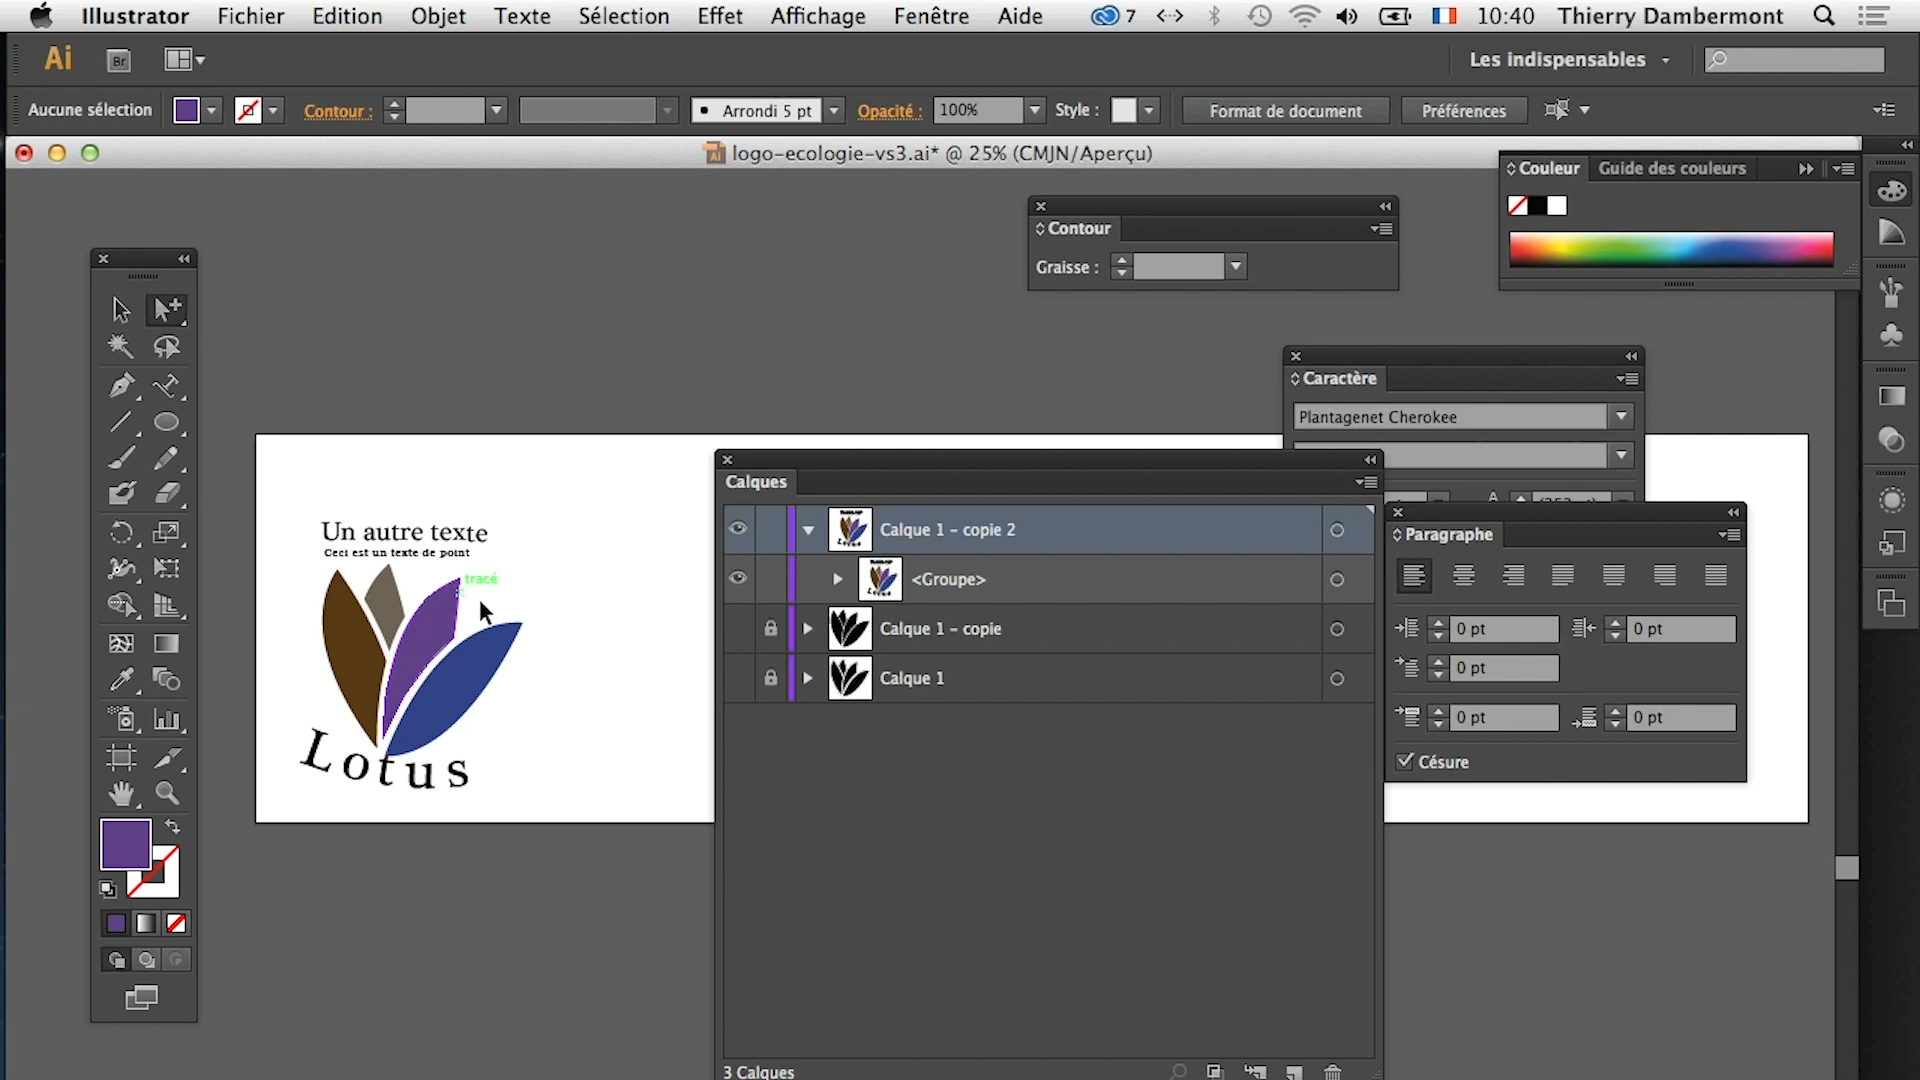 Illustrator Fichier Edition Objet Texte Sélection Effet Affichage Fenêtre Aide 7 10:40 Thierry Dambermont
Ai Br Les indispensables
Aucune sélection Contour : Arrondi 5 pt Opacité : 100% Style : Format de document Préférences
logo-ecologie-vs3.ai* @ 25% (CMJN/Aperçu)
Couleur Guide des couleurs
Contour
Graisse :
Caractère
Plantagenet Cherokee
Calques
Calque 1 - copie 2
<Groupe>
Calque 1 - copie
Calque 1
3 Calques
Paragraphe
0 pt 0 pt
0 pt
0 pt 0 pt
Césure
Un autre texte
Ceci est un texte de point
tracé
Lotus